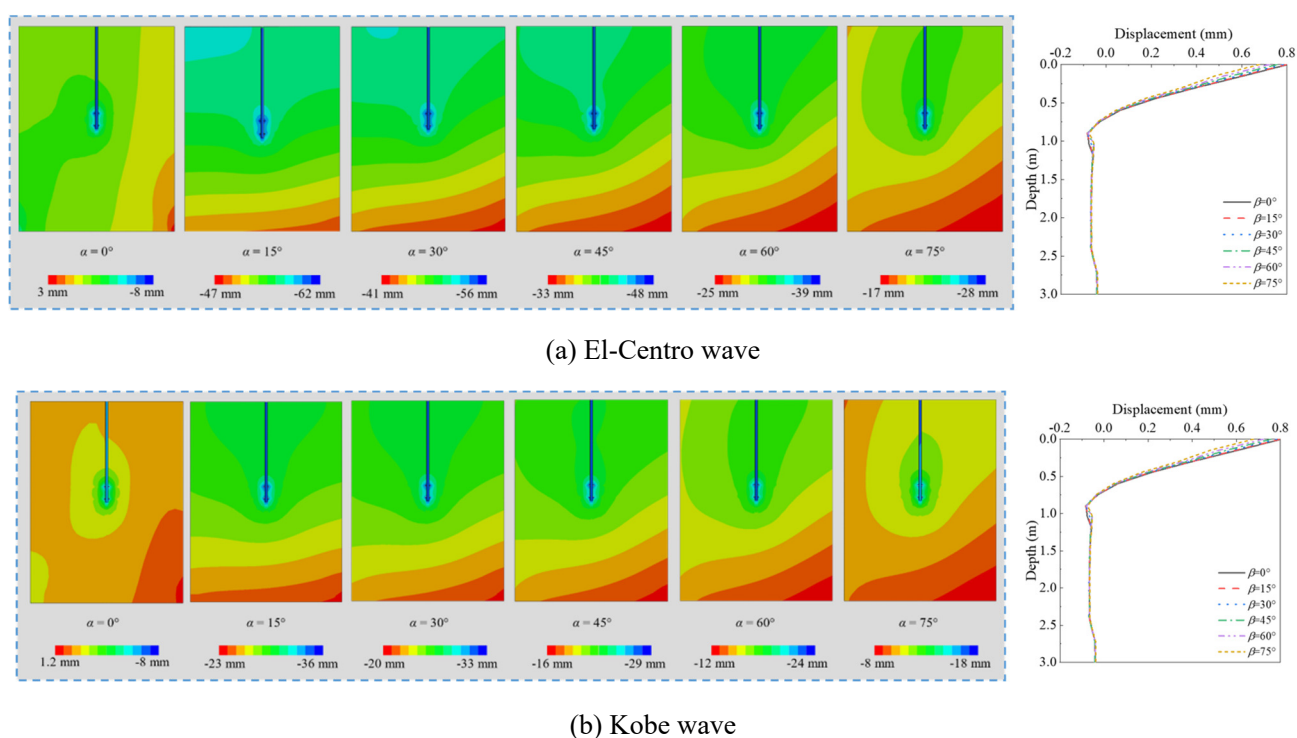 α = 0°
α = 15°
α = 30°
α = 45°
α = 60°
α = 75°
3 mm -8 mm
-47 mm -62 mm
-41 mm -56 mm
-33 mm -48 mm
-25 mm -39 mm
-17 mm -28 mm
Displacement (mm)
-0.2 0.0 0.2 0.4 0.6 0.8
Depth (m)
0.0
0.5
1.0
1.5
2.0
2.5
3.0
β=0°
β=15°
β=30°
β=45°
β=60°
β=75°
(a) El-Centro wave
α = 0°
α = 15°
α = 30°
α = 45°
α = 60°
α = 75°
1.2 mm -8 mm
-23 mm -36 mm
-20 mm -33 mm
-16 mm -29 mm
-12 mm -24 mm
-8 mm -18 mm
Displacement (mm)
-0.2 0.0 0.2 0.4 0.6 0.8
Depth (m)
0.0
0.5
1.0
1.5
2.0
2.5
3.0
β=0°
β=15°
β=30°
β=45°
β=60°
β=75°
(b) Kobe wave